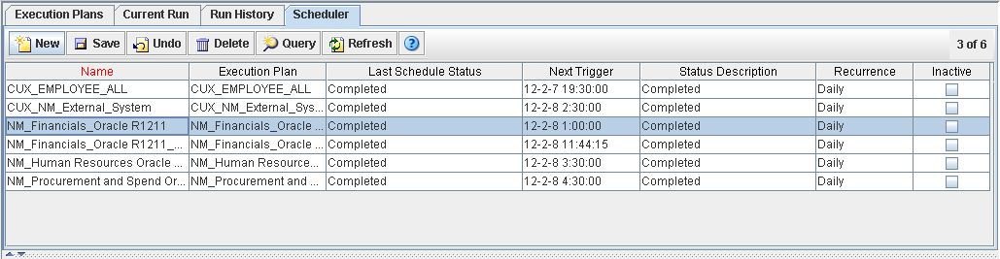 Execution Plans Current Run Run History Scheduler
New Save Undo Delete Query Refresh ? 3 of 6
Name Execution Plan Last Schedule Status Next Trigger Status Description Recurrence Inactive
CUX_EMPLOYEE_ALL CUX_EMPLOYEE_ALL Completed 12-2-7 19:30:00 Completed Daily
CUX_NM_External_System CUX_NM_External_Sys... Completed 12-2-8 2:30:00 Completed Daily
NM_Financials_Oracle R1211 NM_Financials_Oracle ... Completed 12-2-8 1:00:00 Completed Daily
NM_Financials_Oracle R1211_... NM_Financials_Oracle ... Completed 12-2-8 11:44:15 Completed Daily
NM_Human Resources Oracle ... NM_Human Resource... Completed 12-2-8 3:30:00 Completed Daily
NM_Procurement and Spend Or... NM_Procurement and ... Completed 12-2-8 4:30:00 Completed Daily